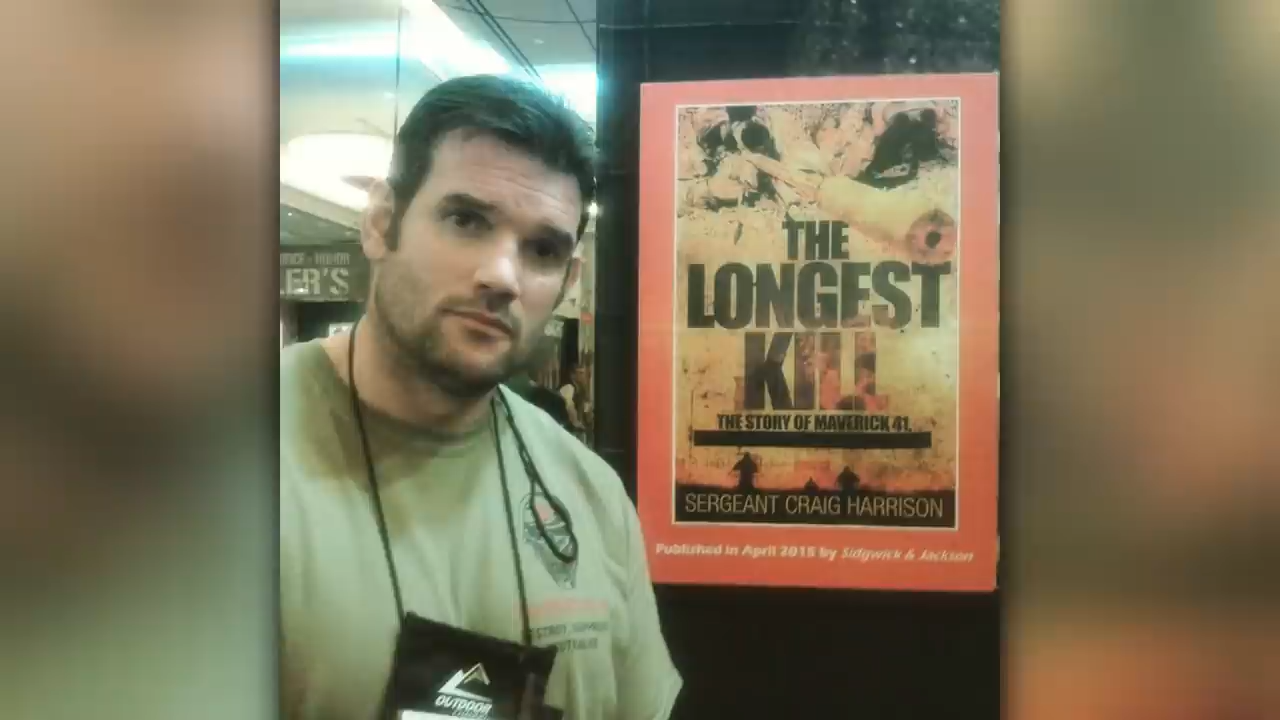 ER'S
THE
LONGEST
KILL
THE STORY OF MAVERICK 41.
SERGEANT CRAIG HARRISON
Published in April 2015 by Sidgwick & Jackson
OUTDOOR